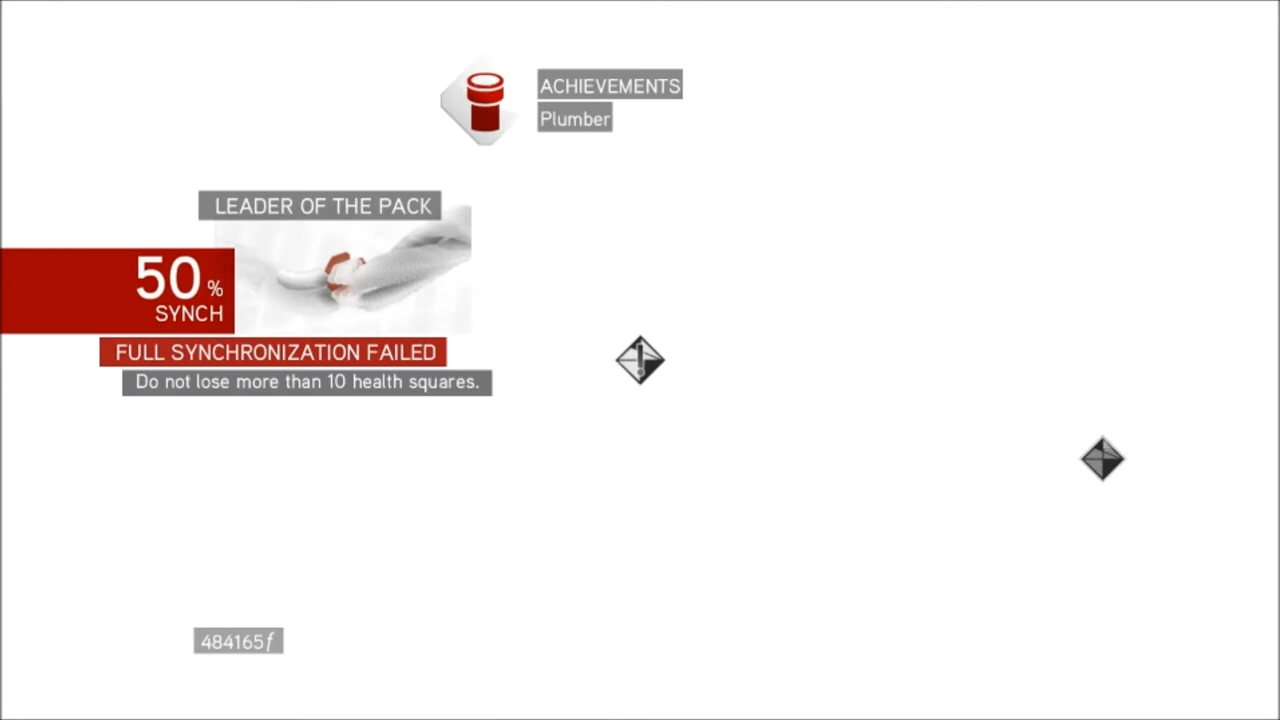 ACHIEVEMENTS
Plumber
LEADER OF THE PACK
50 %
SYNCH
FULL SYNCHRONIZATION FAILED
Do not lose more than 10 health squares.
484165ƒ